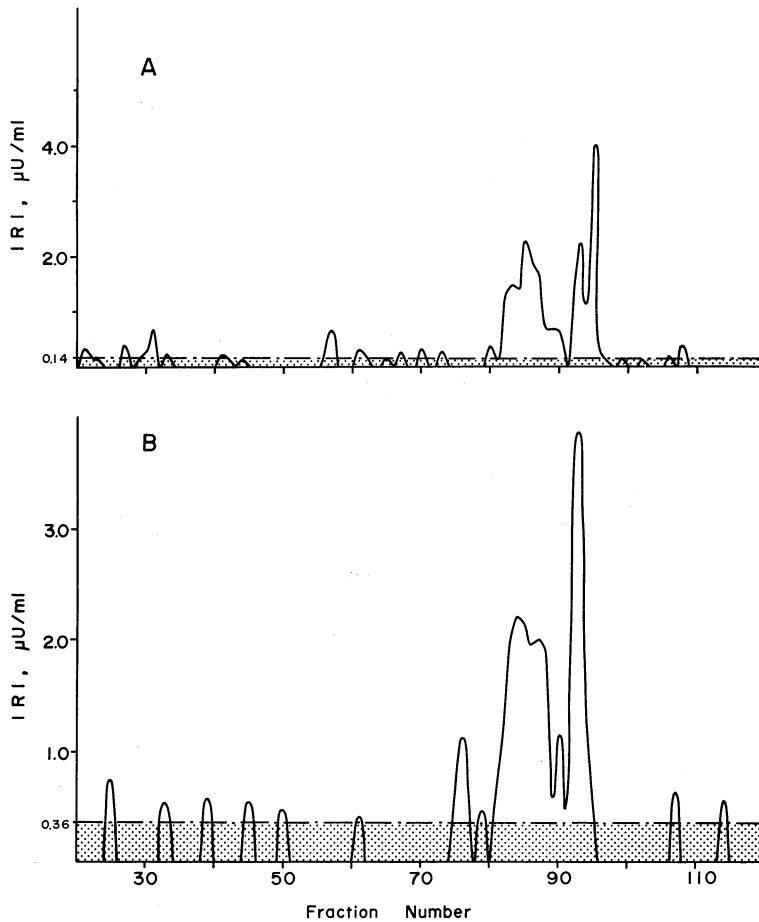 A
IRI, μU/ml
4.0
2.0
0.14
B
IRI, μU/ml
3.0
2.0
1.0
0.36
30 50 70 90 110
Fraction Number